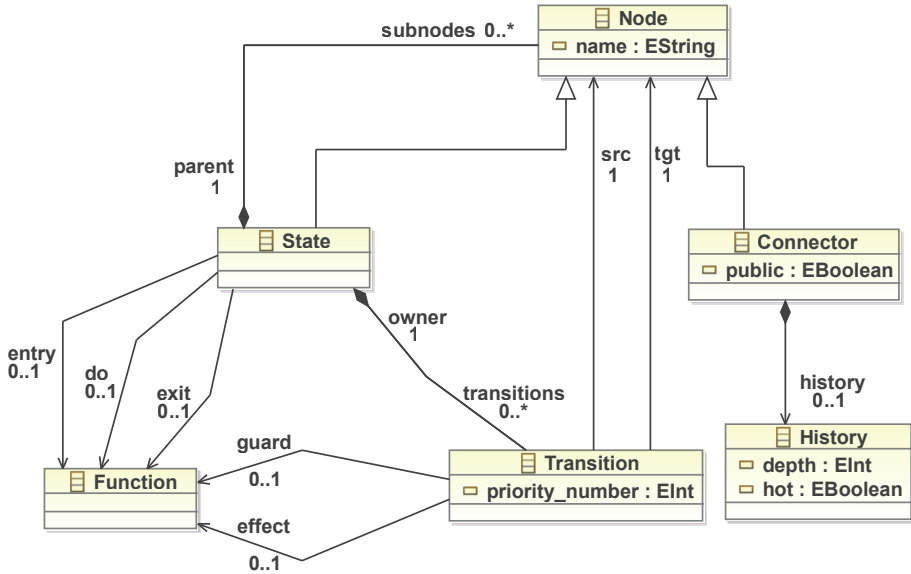 Node
subnodes 0..*
name : EString
parent
1
src
1
tgt
1
State
Connector
public : EBoolean
owner
1
entry
0..1
do
0..1
exit
0..1
transitions
0..*
history
0..1
guard
0..1
History
depth : EInt
hot : EBoolean
Transition
priority_number : EInt
Function
effect
0..1